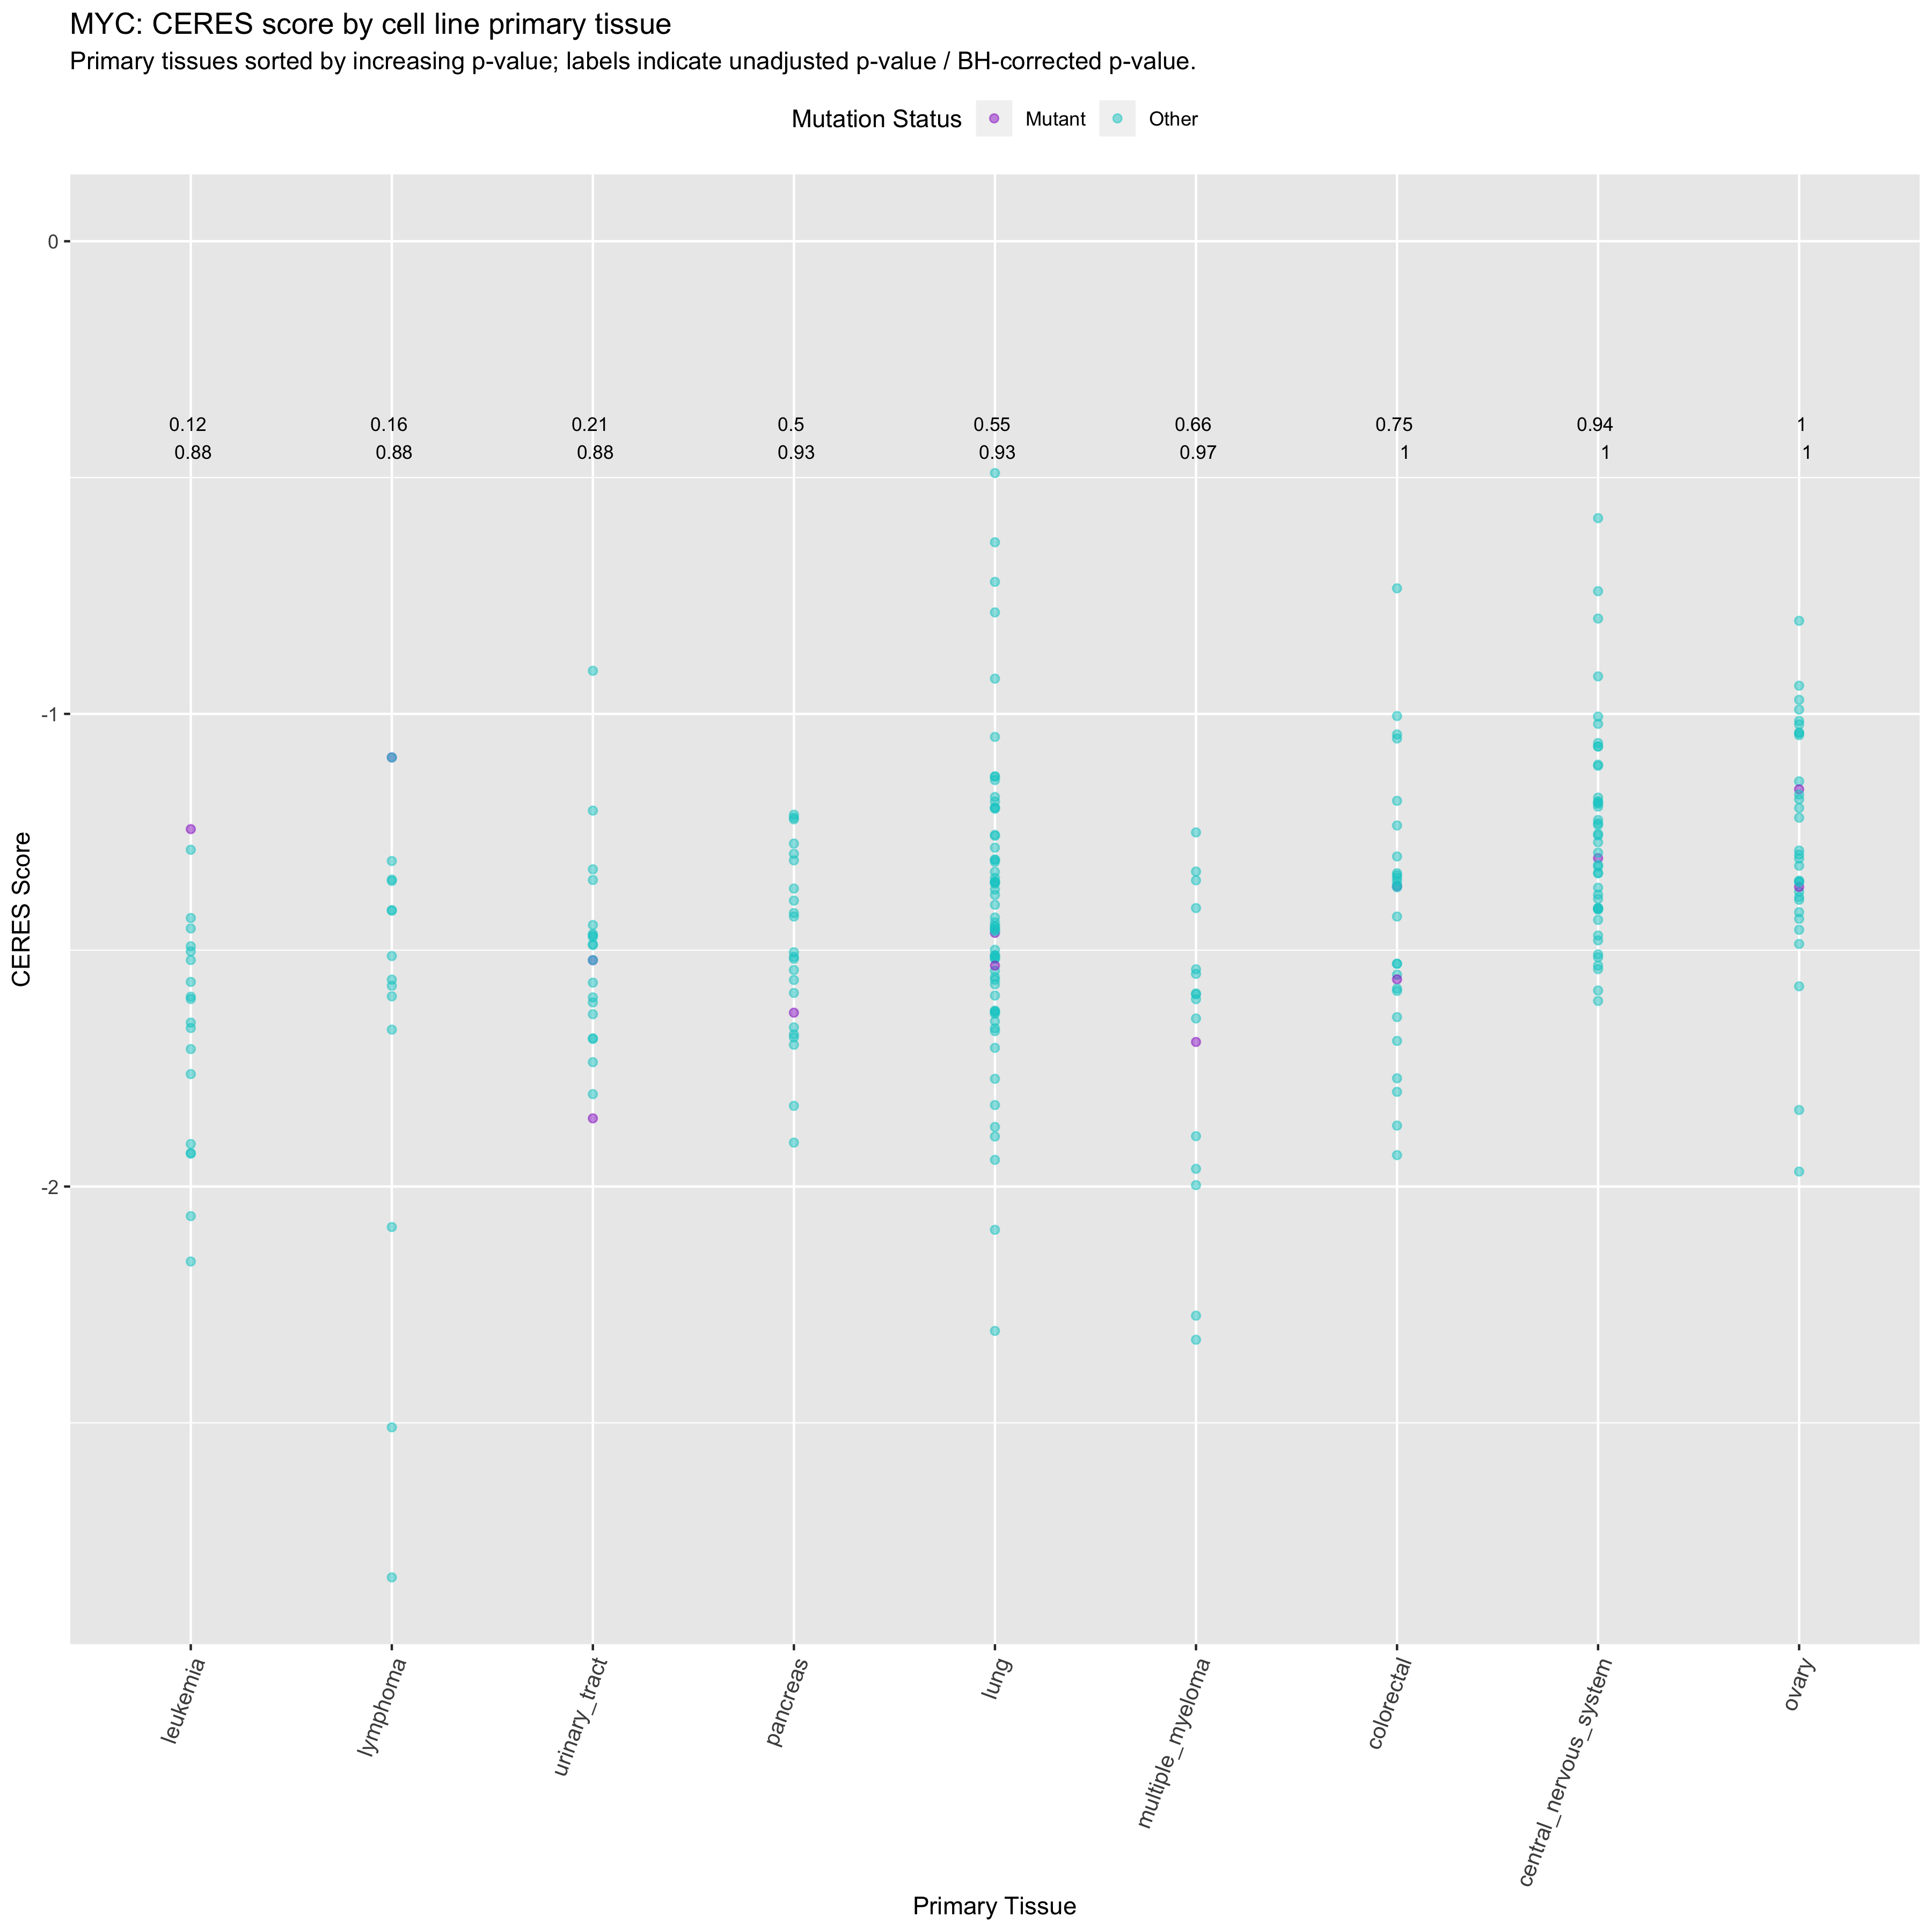 MYC: CERES score by cell line primary tissue
Primary tissues sorted by increasing p-value; labels indicate unadjusted p-value / BH-corrected p-value.
Mutation Status Mutant Other
0
0.12 0.16 0.21 0.5 0.55 0.66 0.75 0.94 1
0.88 0.88 0.88 0.93 0.93 0.97 1 1 1
-1
CERES Score
-2
leukemia lymphoma urinary_tract pancreas lung multiple_myeloma colorectal central_nervous_system ovary
Primary Tissue